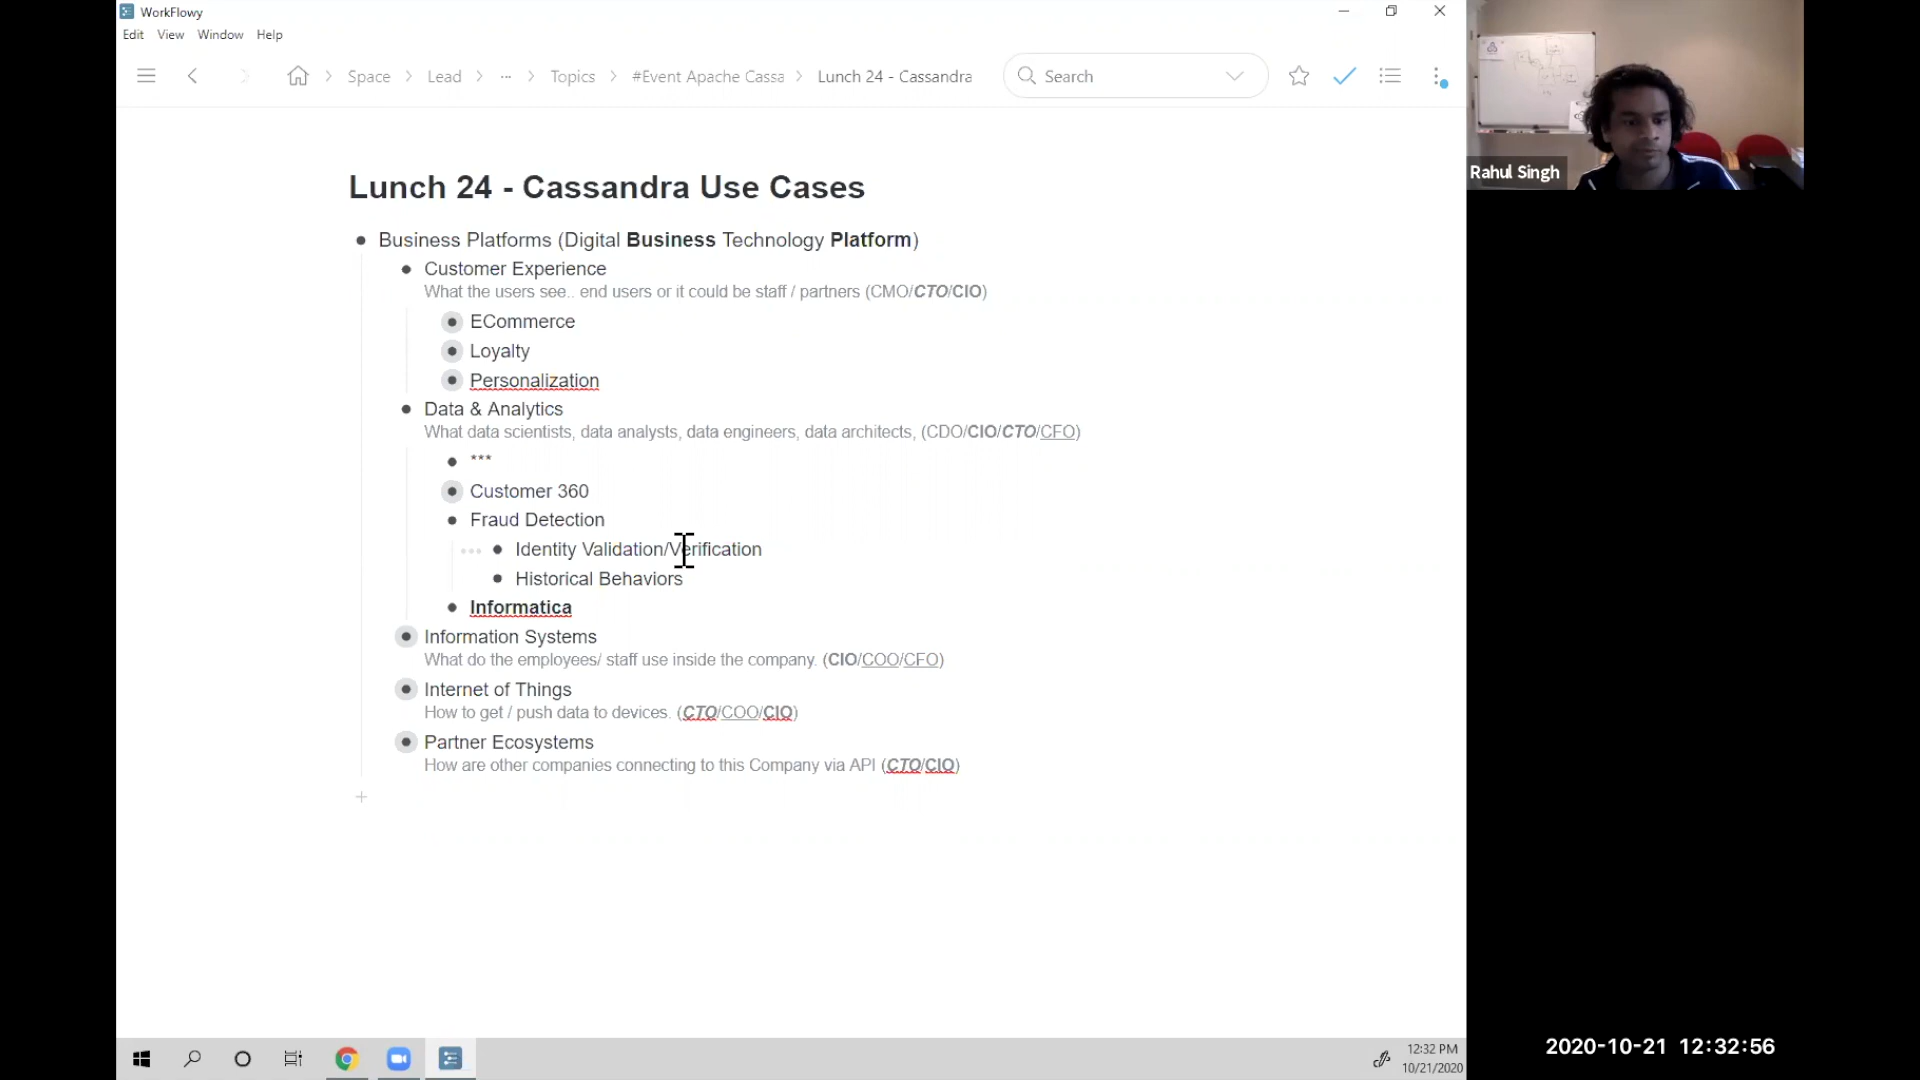 WorkFlowy
Edit View Window Help
Space Lead ... Topics #Event Apache Cassa Lunch 24 - Cassandra Search
Rahul Singh
Lunch 24 - Cassandra Use Cases
Business Platforms (Digital Business Technology Platform)
Customer Experience
What the users see.. end users or it could be staff / partners (CMO/CTO/CIO)
ECommerce
Loyalty
Personalization
Data & Analytics
What data scientists, data analysts, data engineers, data architects, (CDO/CIO/CTO/CFO)
***
Customer 360
Fraud Detection
Identity Validation/Verification
Historical Behaviors
Informatica
Information Systems
What do the employees/ staff use inside the company. (CIO/COO/CFO)
Internet of Things
How to get / push data to devices. (CTO/COO/CIO)
Partner Ecosystems
How are other companies connecting to this Company via API (CTO/CIO)
12:32 PM
10/21/2020
2020-10-21 12:32:56